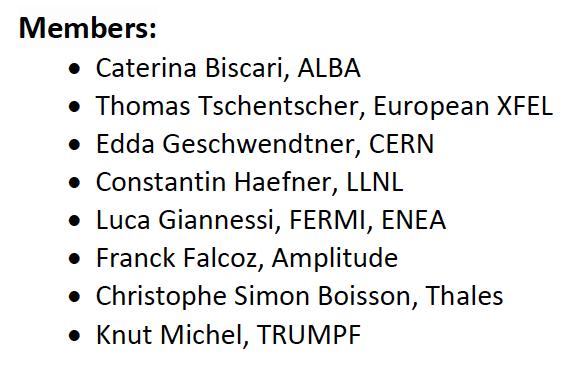 Members:
• Caterina Biscari, ALBA
• Thomas Tschentscher, European XFEL
• Edda Geschwendtner, CERN
• Constantin Haefner, LLNL
• Luca Giannessi, FERMI, ENEA
• Franck Falcoz, Amplitude
• Christophe Simon Boisson, Thales
• Knut Michel, TRUMPF